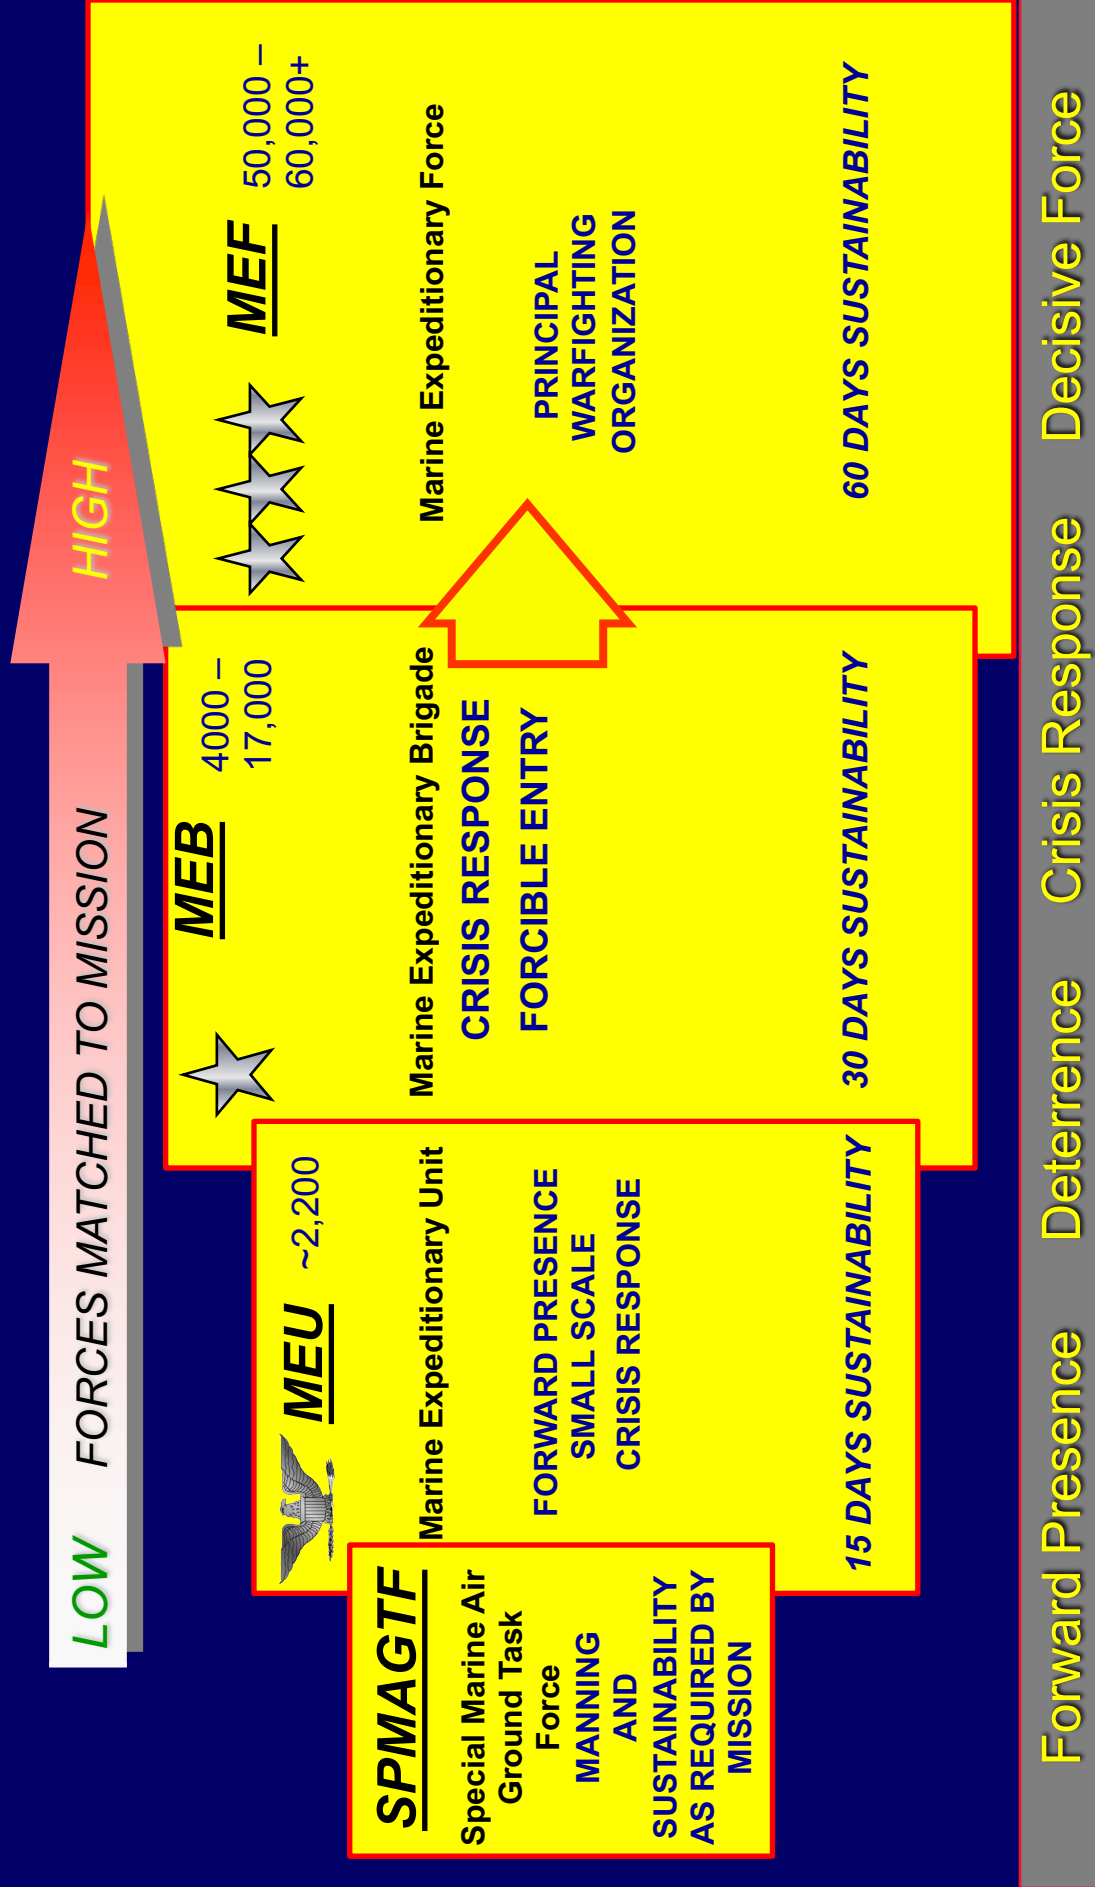 LOW FORCES MATCHED TO MISSION HIGH
SPMAGTF
Special Marine Air
Ground Task
Force
MANNING
AND
SUSTAINABILITY
AS REQUIRED BY
MISSION
MEU ~2,200
Marine Expeditionary Unit
FORWARD PRESENCE
SMALL SCALE
CRISIS RESPONSE
15 DAYS SUSTAINABILITY
MEB
4000 –
17,000
Marine Expeditionary Brigade
CRISIS RESPONSE
FORCIBLE ENTRY
30 DAYS SUSTAINABILITY
MEF
50,000 –
60,000+
Marine Expeditionary Force
PRINCIPAL
WARFIGHTING
ORGANIZATION
60 DAYS SUSTAINABILITY
Forward Presence Deterrence Crisis Response Decisive Force